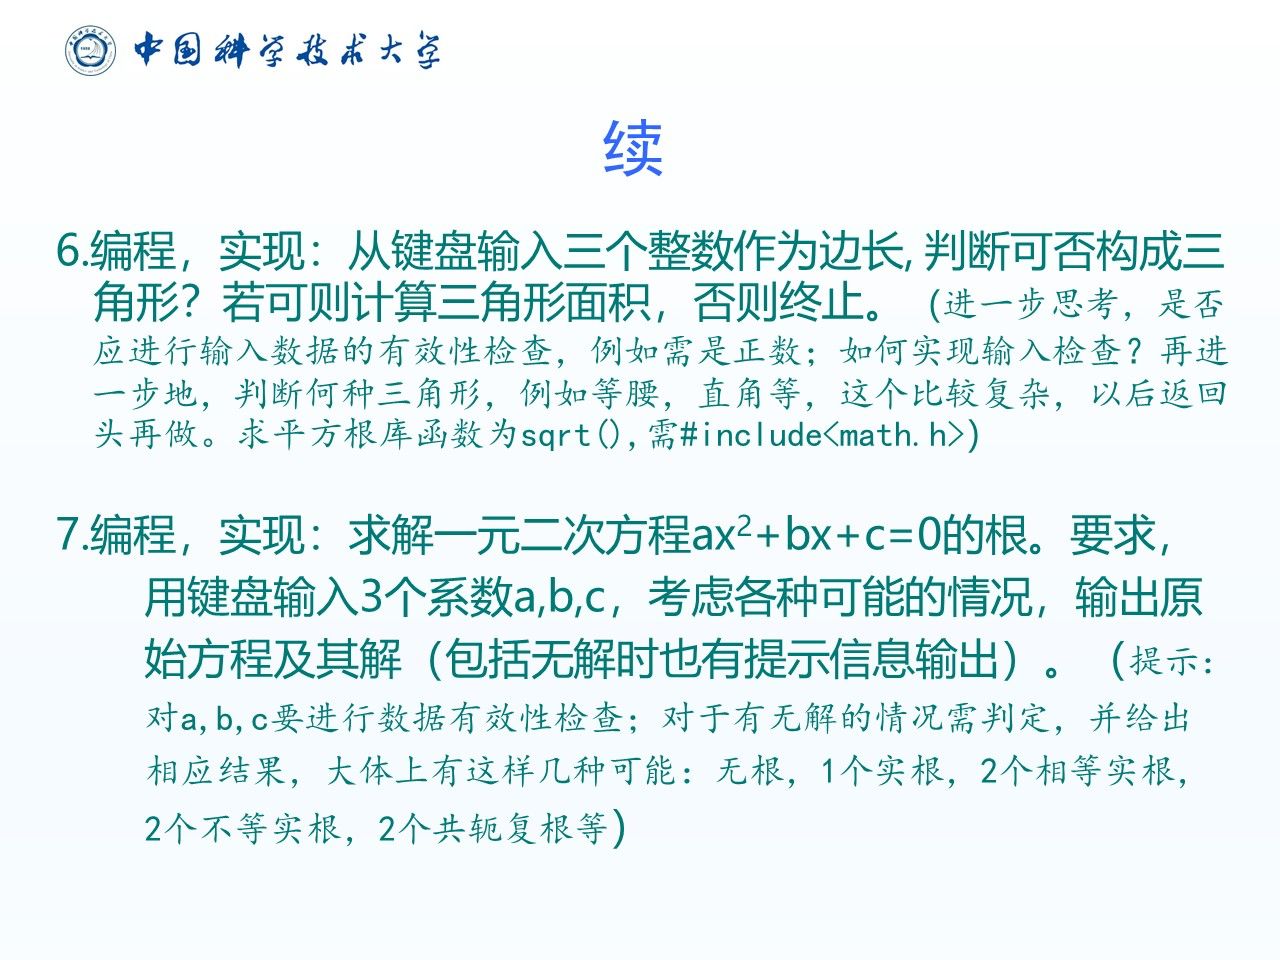 中国科学技术大学
续
6.编程，实现：从键盘输入三个整数作为边长,判断可否构成三
角形？若可则计算三角形面积，否则终止。（进一步思考，是否
应进行输入数据的有效性检查，例如需是正数；如何实现输入检查？再进
一步地，判断何种三角形，例如等腰，直角等，这个比较复杂，以后返回
头再做。求平方根库函数为sqrt(),需#include<math.h>)
7.编程，实现：求解一元二次方程ax²+bx+c=0的根。要求，
用键盘输入3个系数a,b,c，考虑各种可能的情况，输出原
始方程及其解（包括无解时也有提示信息输出）。（提示：
对a,b,c要进行数据有效性检查；对于有无解的情况需判定，并给出
相应结果，大体上有这样几种可能：无根，1个实根，2个相等实根，
2个不等实根，2个共轭复根等)